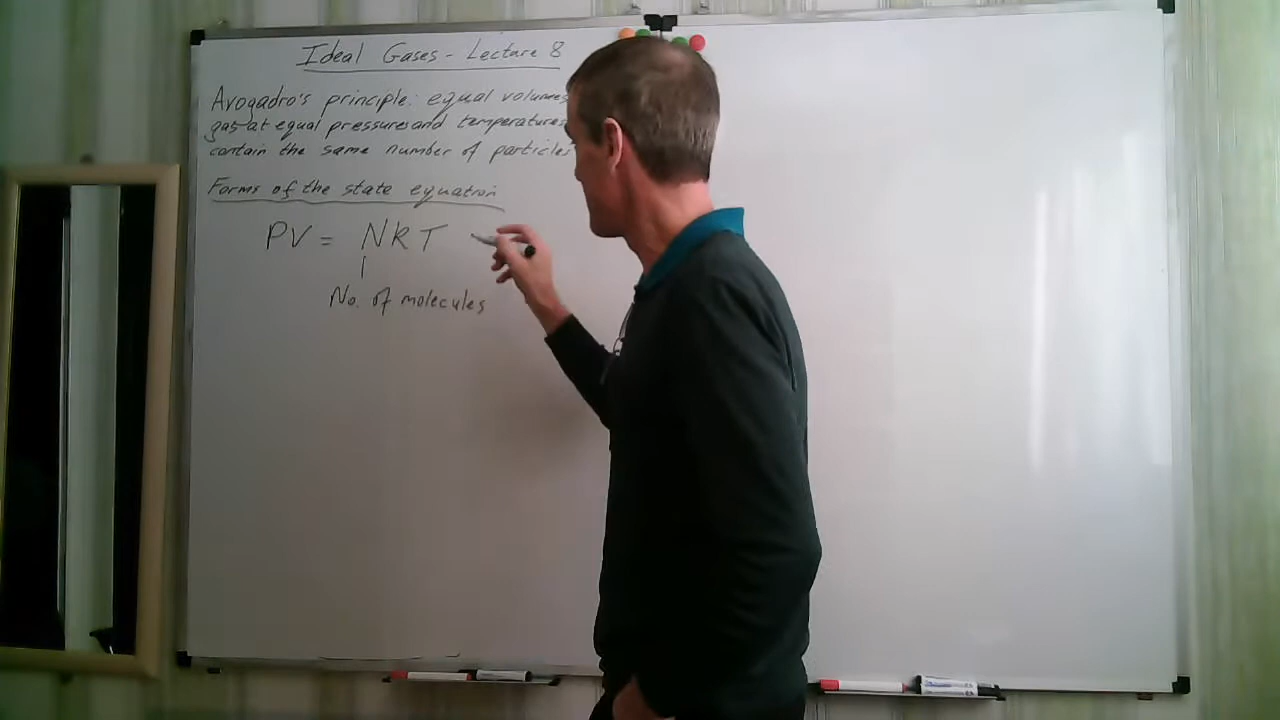 Ideal Gases - Lecture 8
Avogadro's principle: equal volumes
gas at equal pressure and temperatures
contain the same number of particles
Forms of the state equation
PV = NkT
No. of molecules